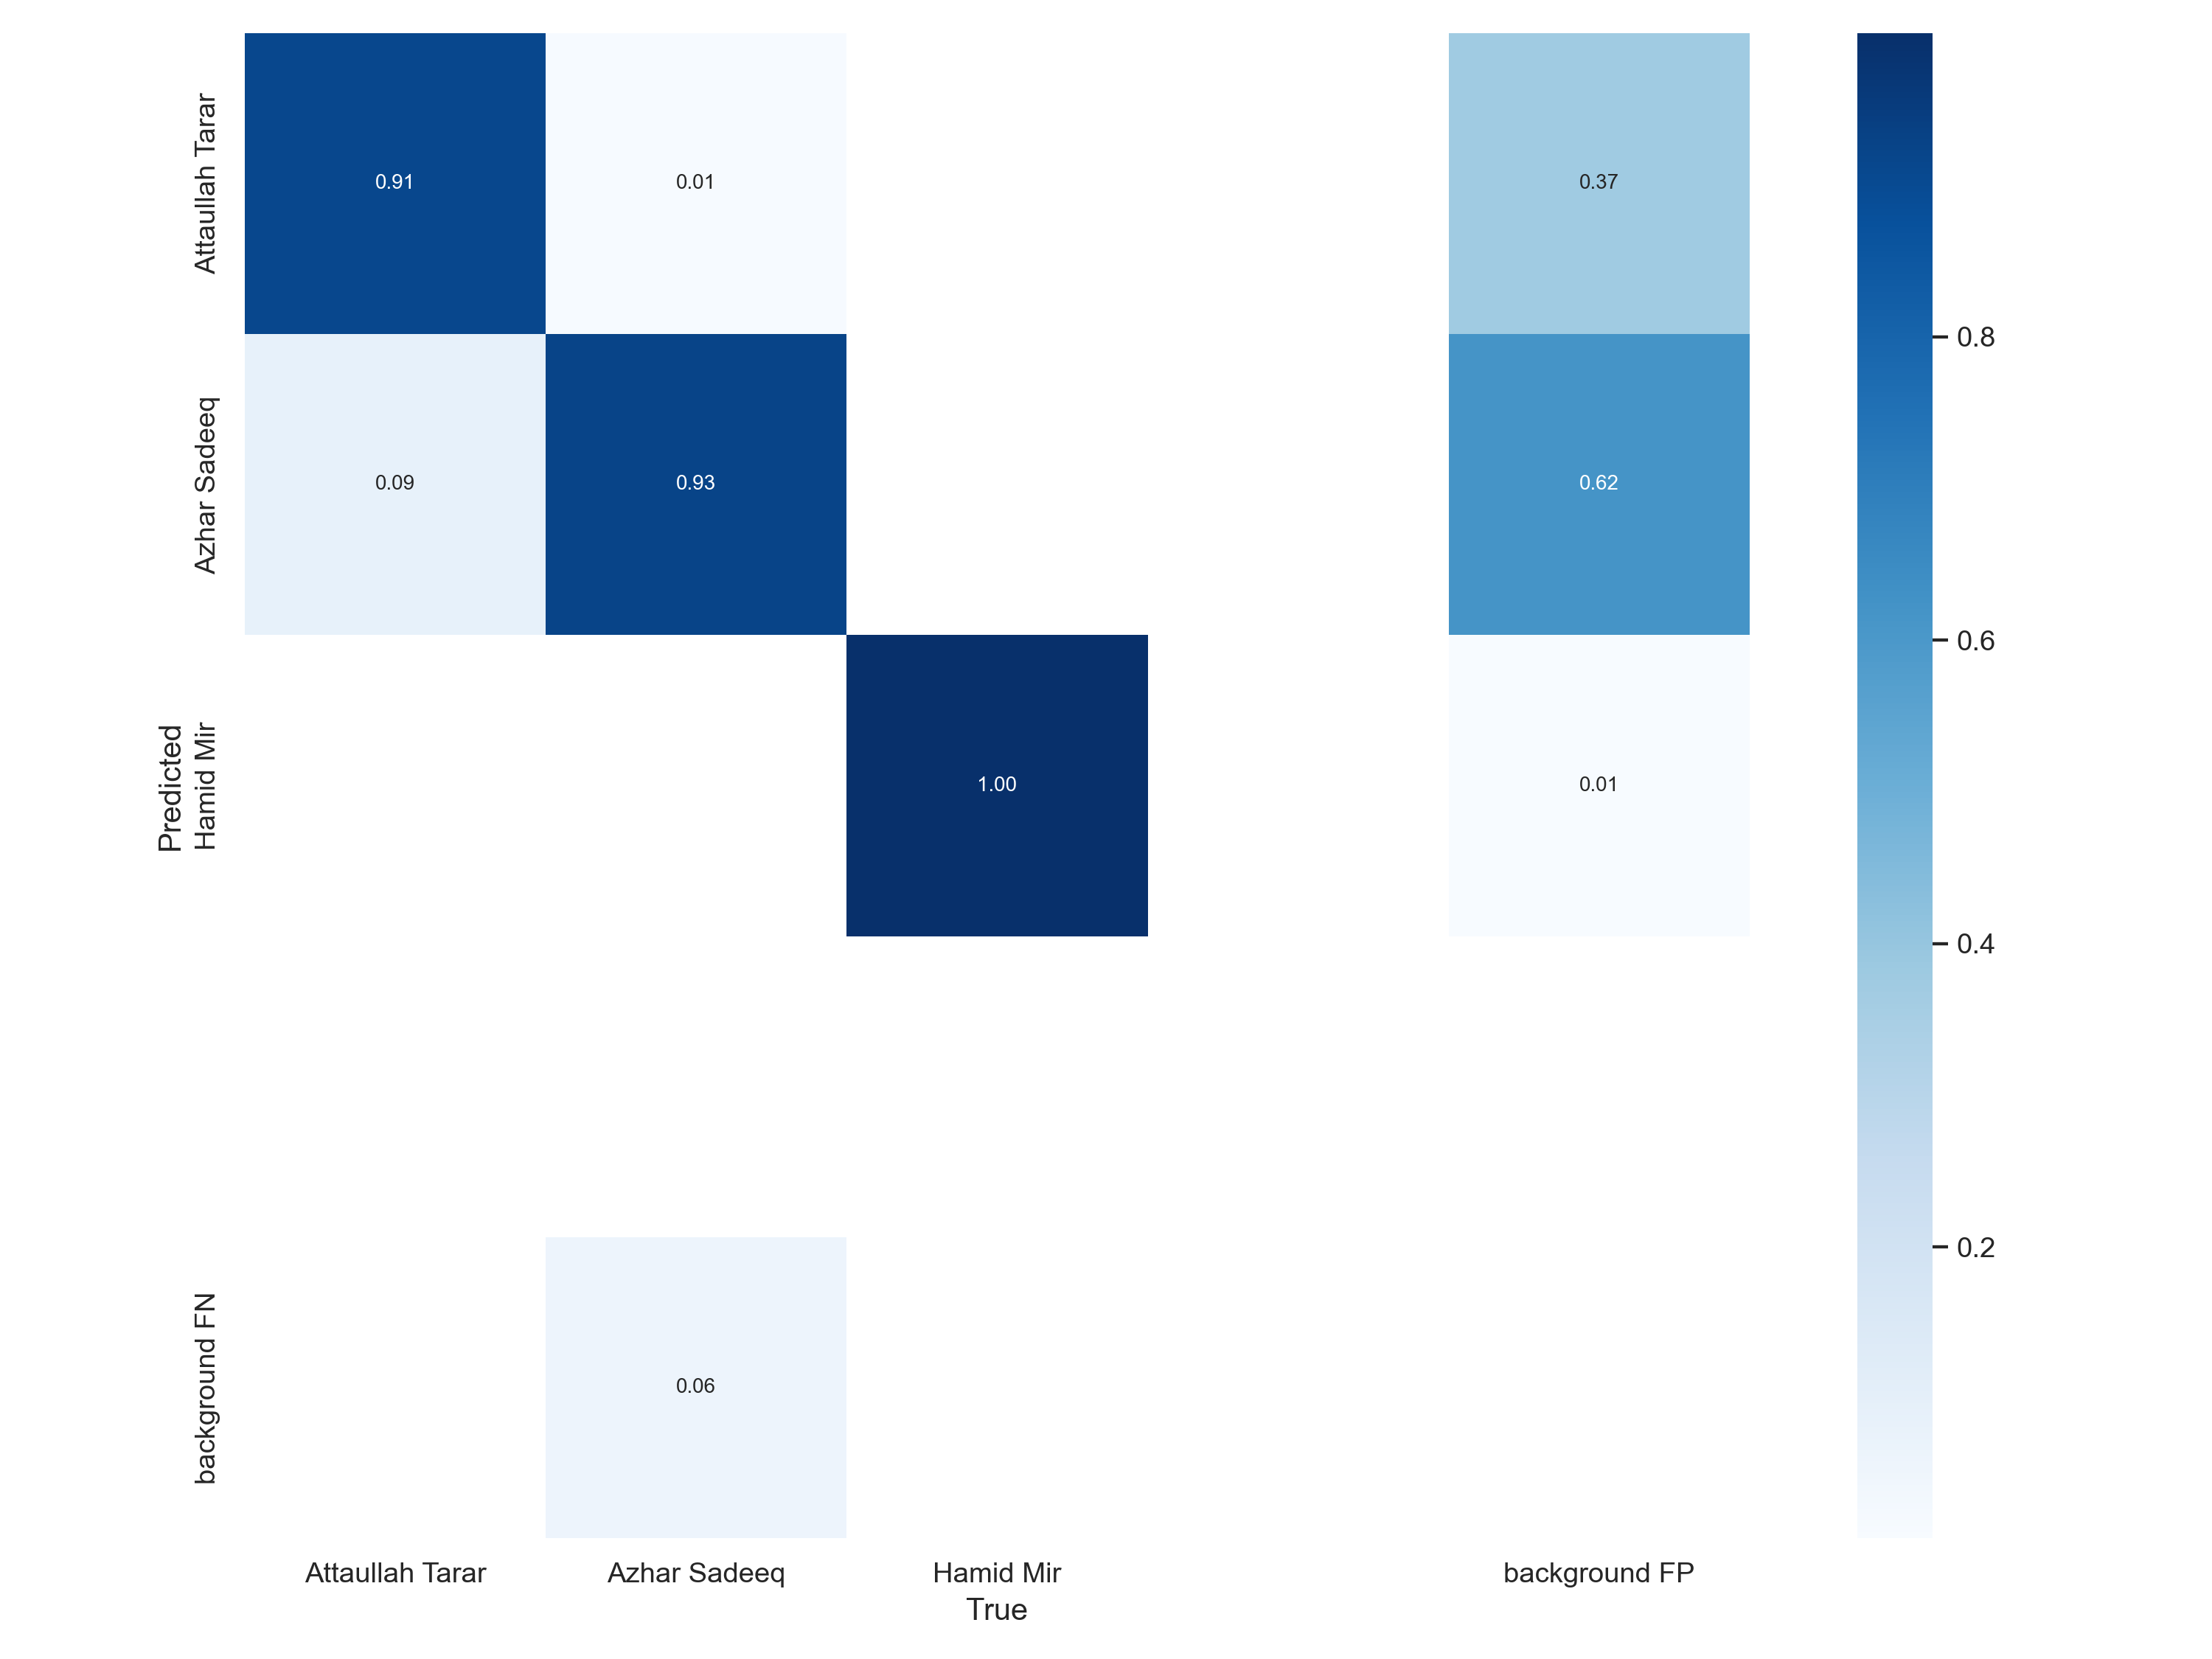 Attaullah Tarar
0.91
0.01
0.37
Azhar Sadeeq
0.09
0.93
0.62
Predicted
Hamid Mir
1.00
0.01
background FN
0.06
Attaullah Tarar
Azhar Sadeeq
Hamid Mir
background FP
True
0.8
0.6
0.4
0.2